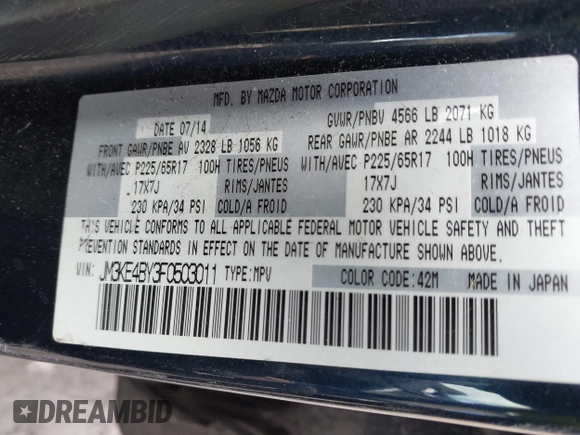 MFD. BY MAZDA MOTOR CORPORATION
DATE 07/14 GVWR/PNBV 4566 LB 2071 KG
FRONT GAWR/PNBE AV 2328 LB 1056 KG REAR GAWR/PNBE AR 2244 LB 1018 KG
WITH/AVEC P225/65R17 100H TIRES/PNEUS WITH/AVEC P225/65R17 100H TIRES/PNEUS
17X7J RIMS/JANTES 17X7J RIMS/JANTES
230 KPA/34 PSI COLD/A FROID 230 KPA/34 PSI COLD/A FROID
THIS VEHICLE CONFORMS TO ALL APPLICABLE FEDERAL MOTOR VEHICLE SAFETY AND THEFT
PREVENTION STANDARDS IN EFFECT ON THE DATE OF MANUFACTURE SHOWN ABOVE.
VIN: JM3KE4BY3F0503011 TYPE: MPV COLOR CODE: 42M MADE IN JAPAN
DREAMBID